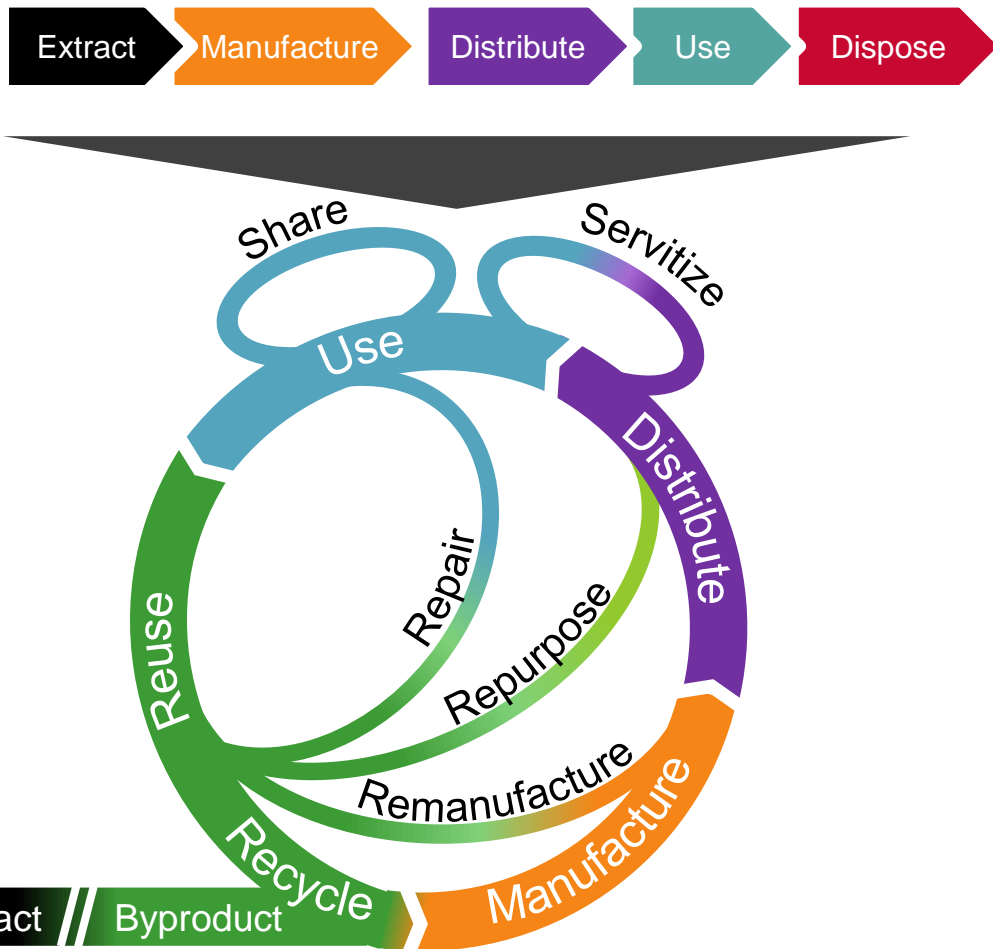 Extract
Manufacture
Distribute
Use
Dispose
Share
Servitize
Use
Distribute
Repair
Reuse
Repurpose
Remanufacture
Manufacture
Recycle
act
Byproduct